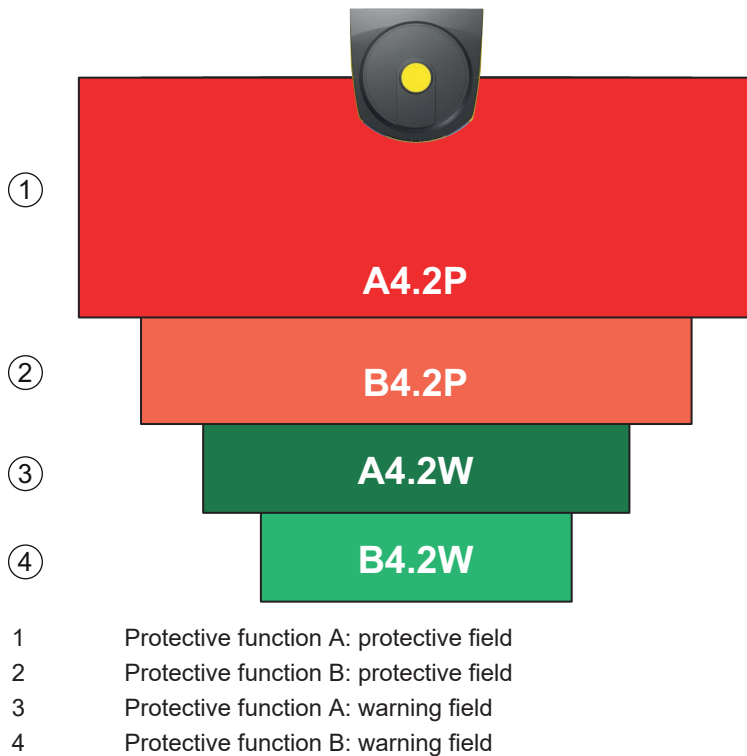 1
A4.2P
2
B4.2P
3
A4.2W
4
B4.2W
1 Protective function A: protective field
2 Protective function B: protective field
3 Protective function A: warning field
4 Protective function B: warning field